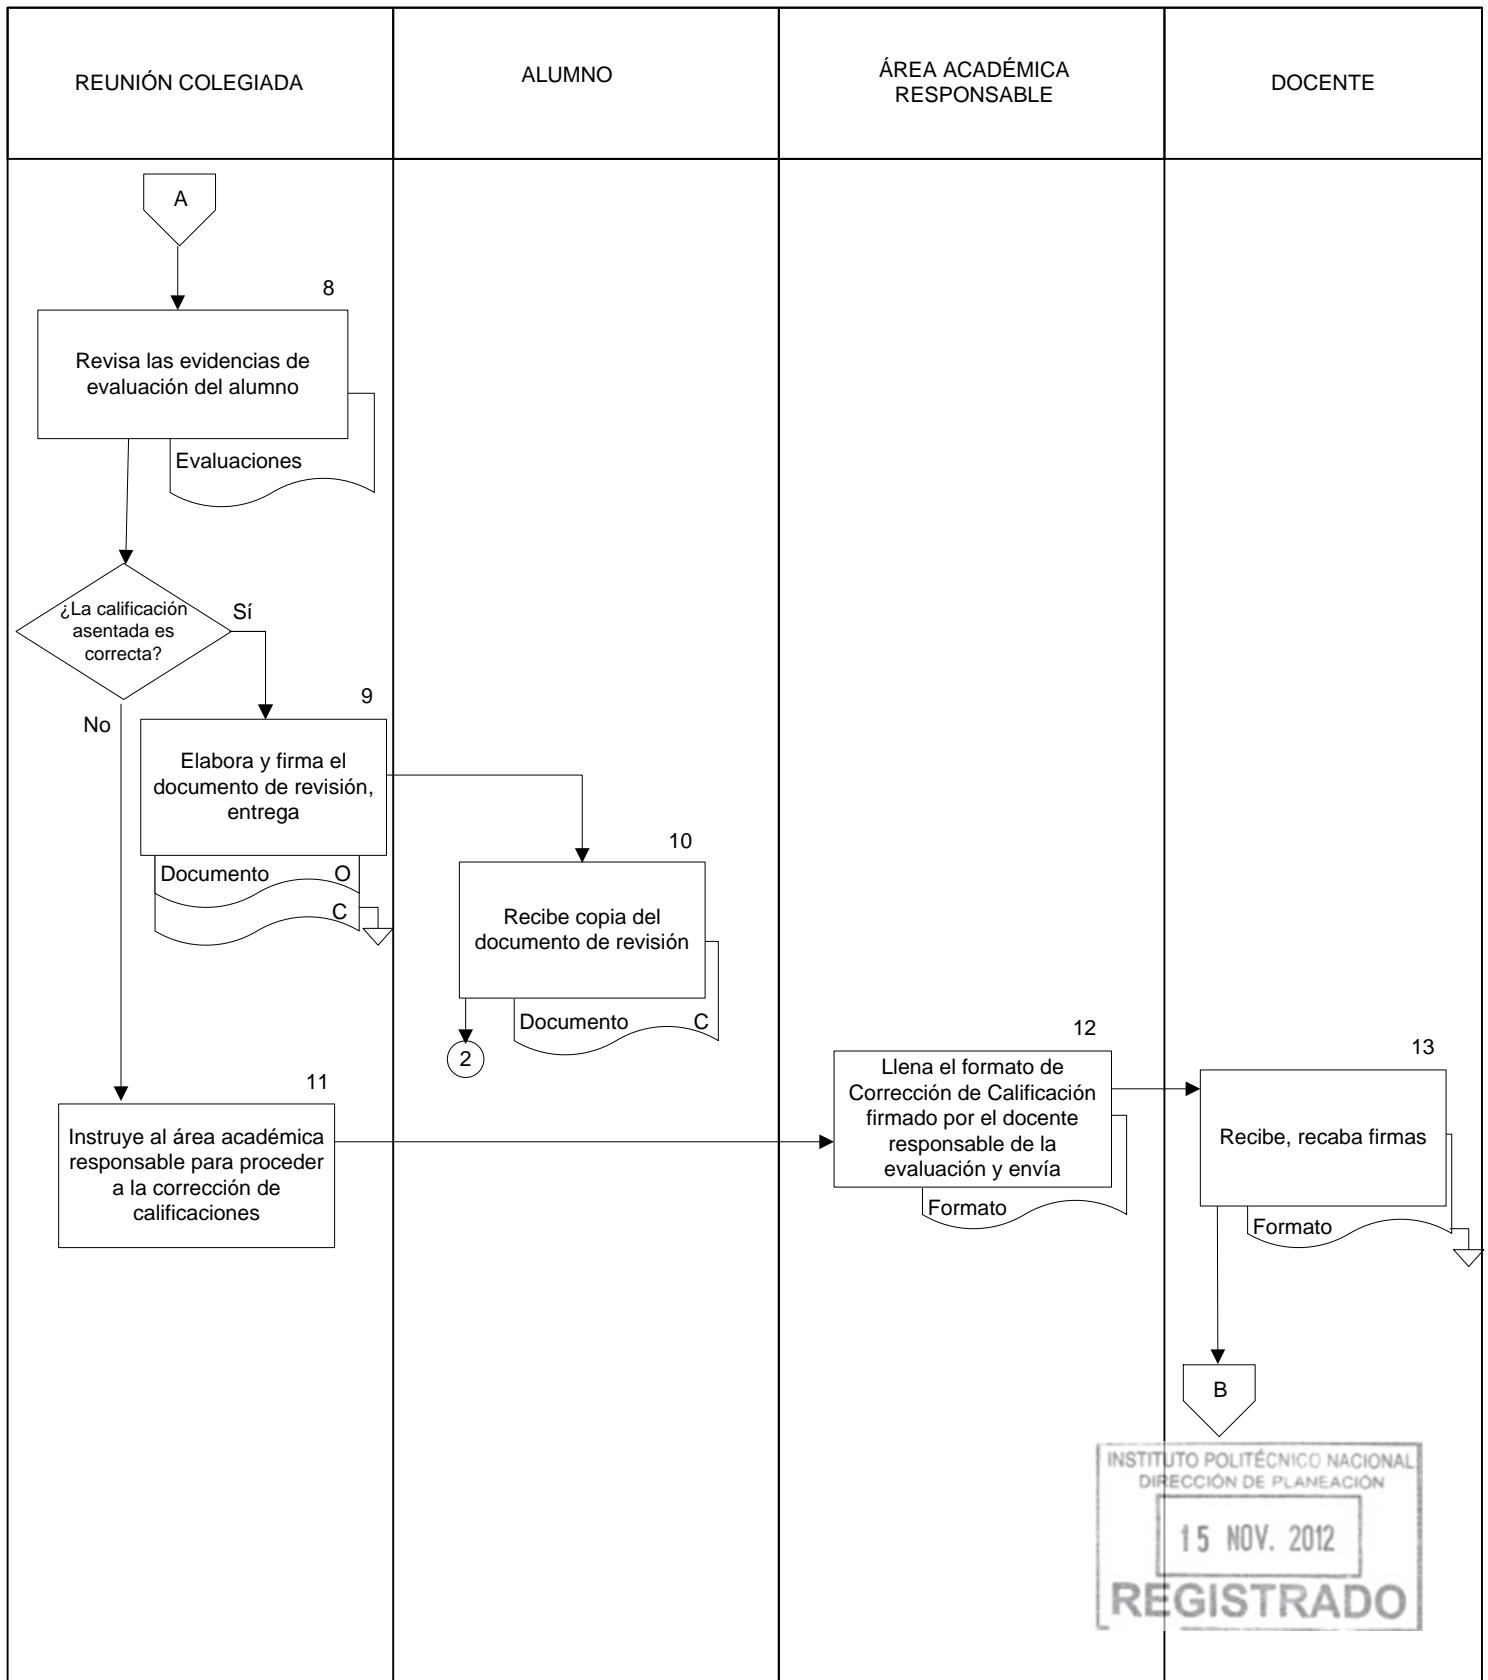 REUNIÓN COLEGIADA
ALUMNO
ÁREA ACADÉMICA
RESPONSABLE
DOCENTE
A
8
Revisa las evidencias de
evaluación del alumno
Evaluaciones
¿La calificación
asentada es
correcta?
Sí
No
9
Elabora y firma el
documento de revisión,
entrega
Documento O
C
10
Recibe copia del
documento de revisión
Documento C
2
11
Instruye al área académica
responsable para proceder
a la corrección de
calificaciones
12
Llena el formato de
Corrección de Calificación
firmado por el docente
responsable de la
evaluación y envía
Formato
13
Recibe, recaba firmas
Formato
B
INSTITUTO POLITÉCNICO NACIONAL
DIRECCIÓN DE PLANEACIÓN
15 NOV. 2012
REGISTRADO